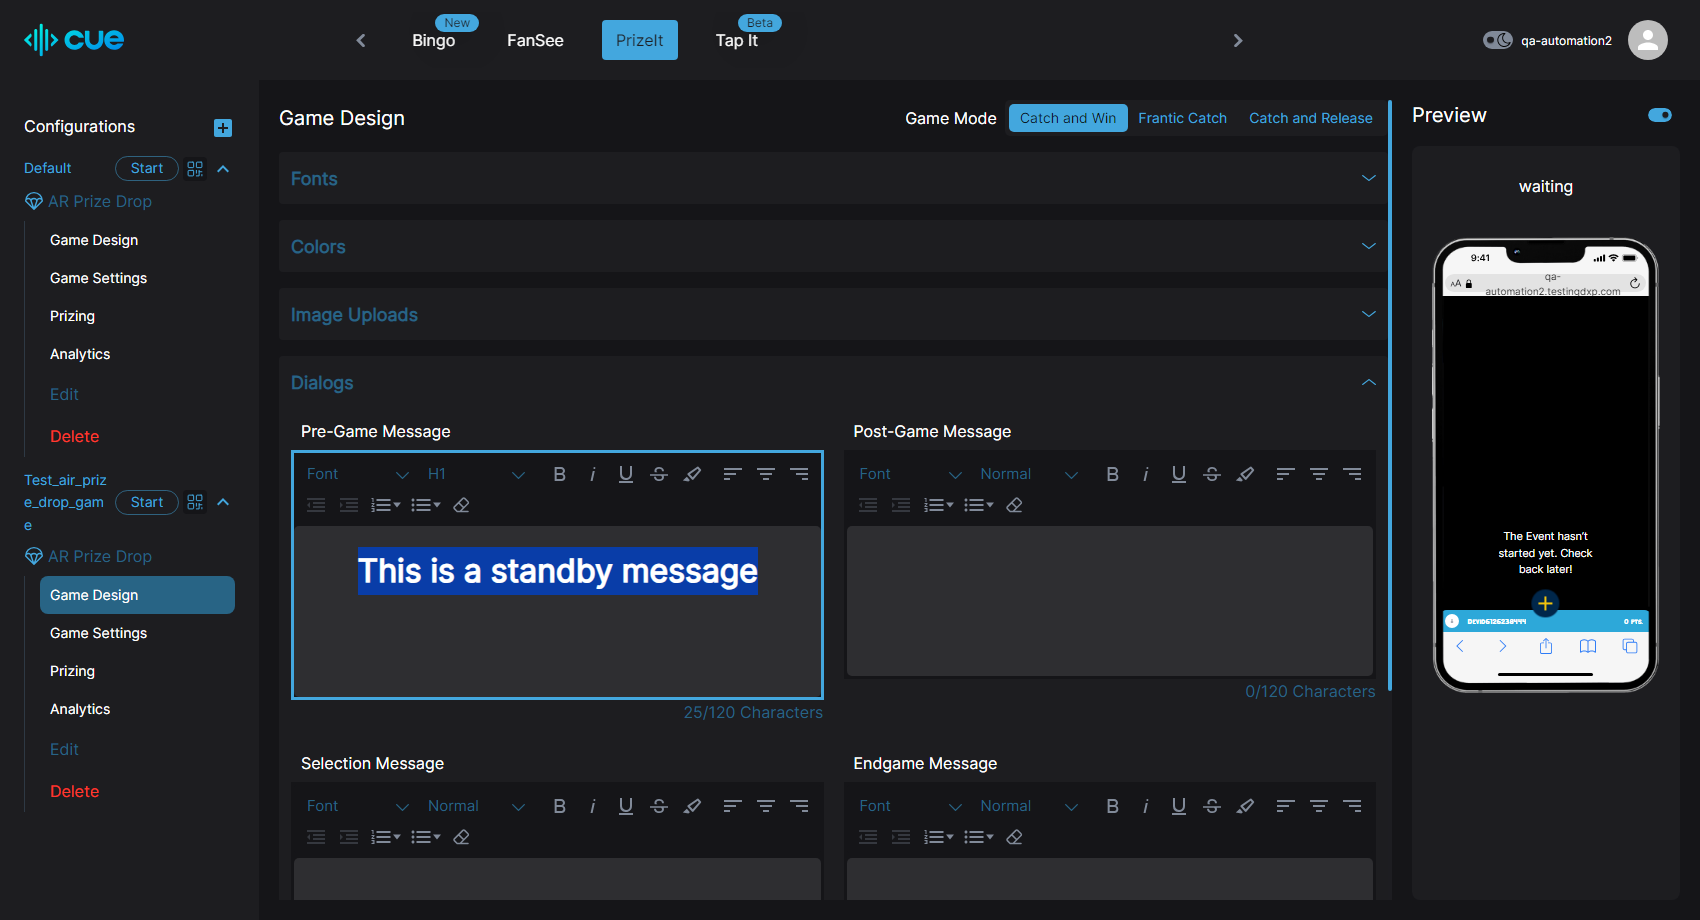 cue
New
Bingo
FanSee
PrizeIt
Beta
Tap It
qa-automation2
Configurations
Default
Start
AR Prize Drop
Game Design
Game Settings
Prizing
Analytics
Edit
Delete
Test_air_priz
e_drop_gam
e
Start
AR Prize Drop
Game Design
Game Settings
Prizing
Analytics
Edit
Delete
Game Design
Game Mode
Catch and Win
Frantic Catch
Catch and Release
Fonts
Colors
Image Uploads
Dialogs
Pre-Game Message
Font
H1
This is a standby message
25/120 Characters
Post-Game Message
Font
Normal
0/120 Characters
Selection Message
Font
Normal
Endgame Message
Font
Normal
Preview
waiting
9:41
AA
qa-
automation2.testingdxp.com
The Event hasn't
started yet. Check
back later!
0 PTS.